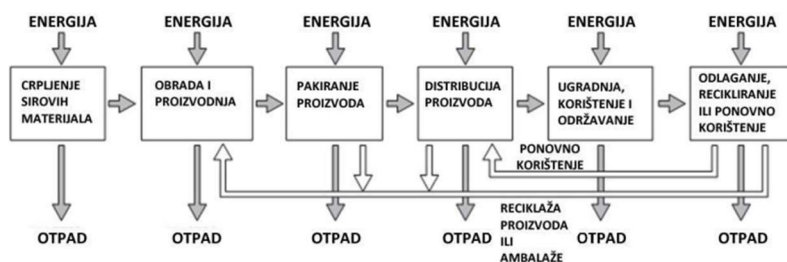 ENERGIJA ENERGIJA ENERGIJA ENERGIJA ENERGIJA ENERGIJA
CRPLJENJE
SIROVIH
MATERIJALA
OBRADA I
PROIZVODNJA
PAKIRANJE
PROIZVODA
DISTRIBUCIJA
PROIZVODA
UGRADNJA,
KORIŠTENJE I
ODRŽAVANJE
ODLAGANJE,
RECIKLIRANJE
ILI PONOVNO
KORIŠTENJE
PONOVNO
KORIŠTENJE
RECIKLAŽA
PROIZVODA
ILI
AMBALAŽE
OTPAD OTPAD OTPAD OTPAD OTPAD OTPAD